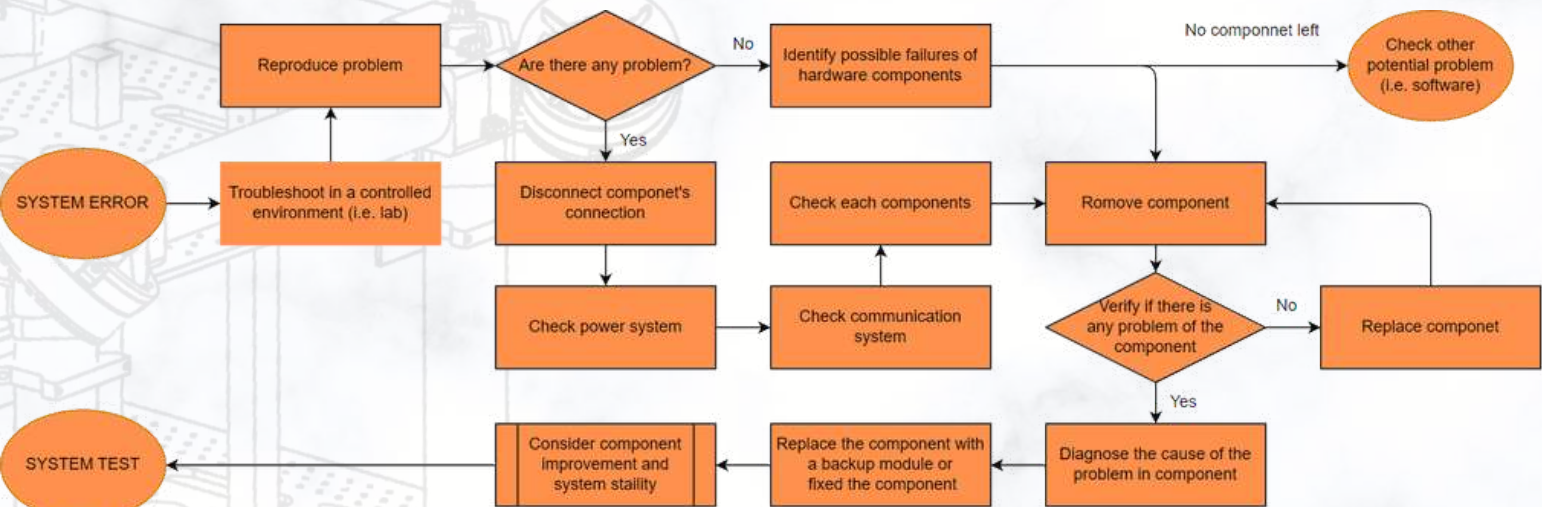 No componnet left
Reproduce problem
Are there any problem?
No
Identify possible failures of
hardware components
Check other
potential problem
(i.e. software)
Yes
SYSTEM ERROR
Troubleshoot in a controlled
environment (i.e. lab)
Disconnect componet's
connection
Check each components
Romove component
Check power system
Check communication
system
Verify if there is
any problem of the
component
No
Replace componet
Yes
SYSTEM TEST
Consider component
improvement and
system staility
Replace the component with
a backup module or
fixed the component
Diagnose the cause of the
problem in component